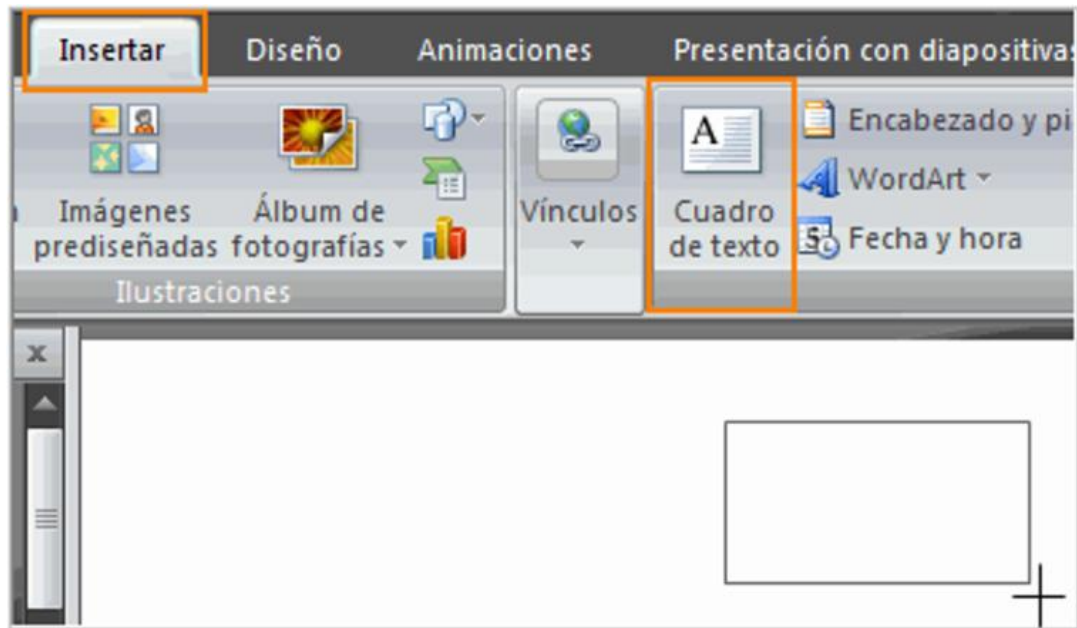 Insertar Diseño Animaciones Presentación con diapositivas
Imágenes prediseñadas
Álbum de fotografías
Vínculos
Cuadro de texto
A
Encabezado y pi
WordArt
Fecha y hora
5
Ilustraciones
x